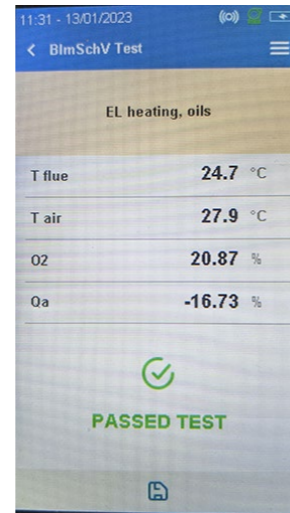 11:31 - 13/01/2023
BImSchV Test
EL heating, oils
T flue 24.7 °C
T air 27.9 °C
O2 20.87 %
Qa -16.73 %
PASSED TEST